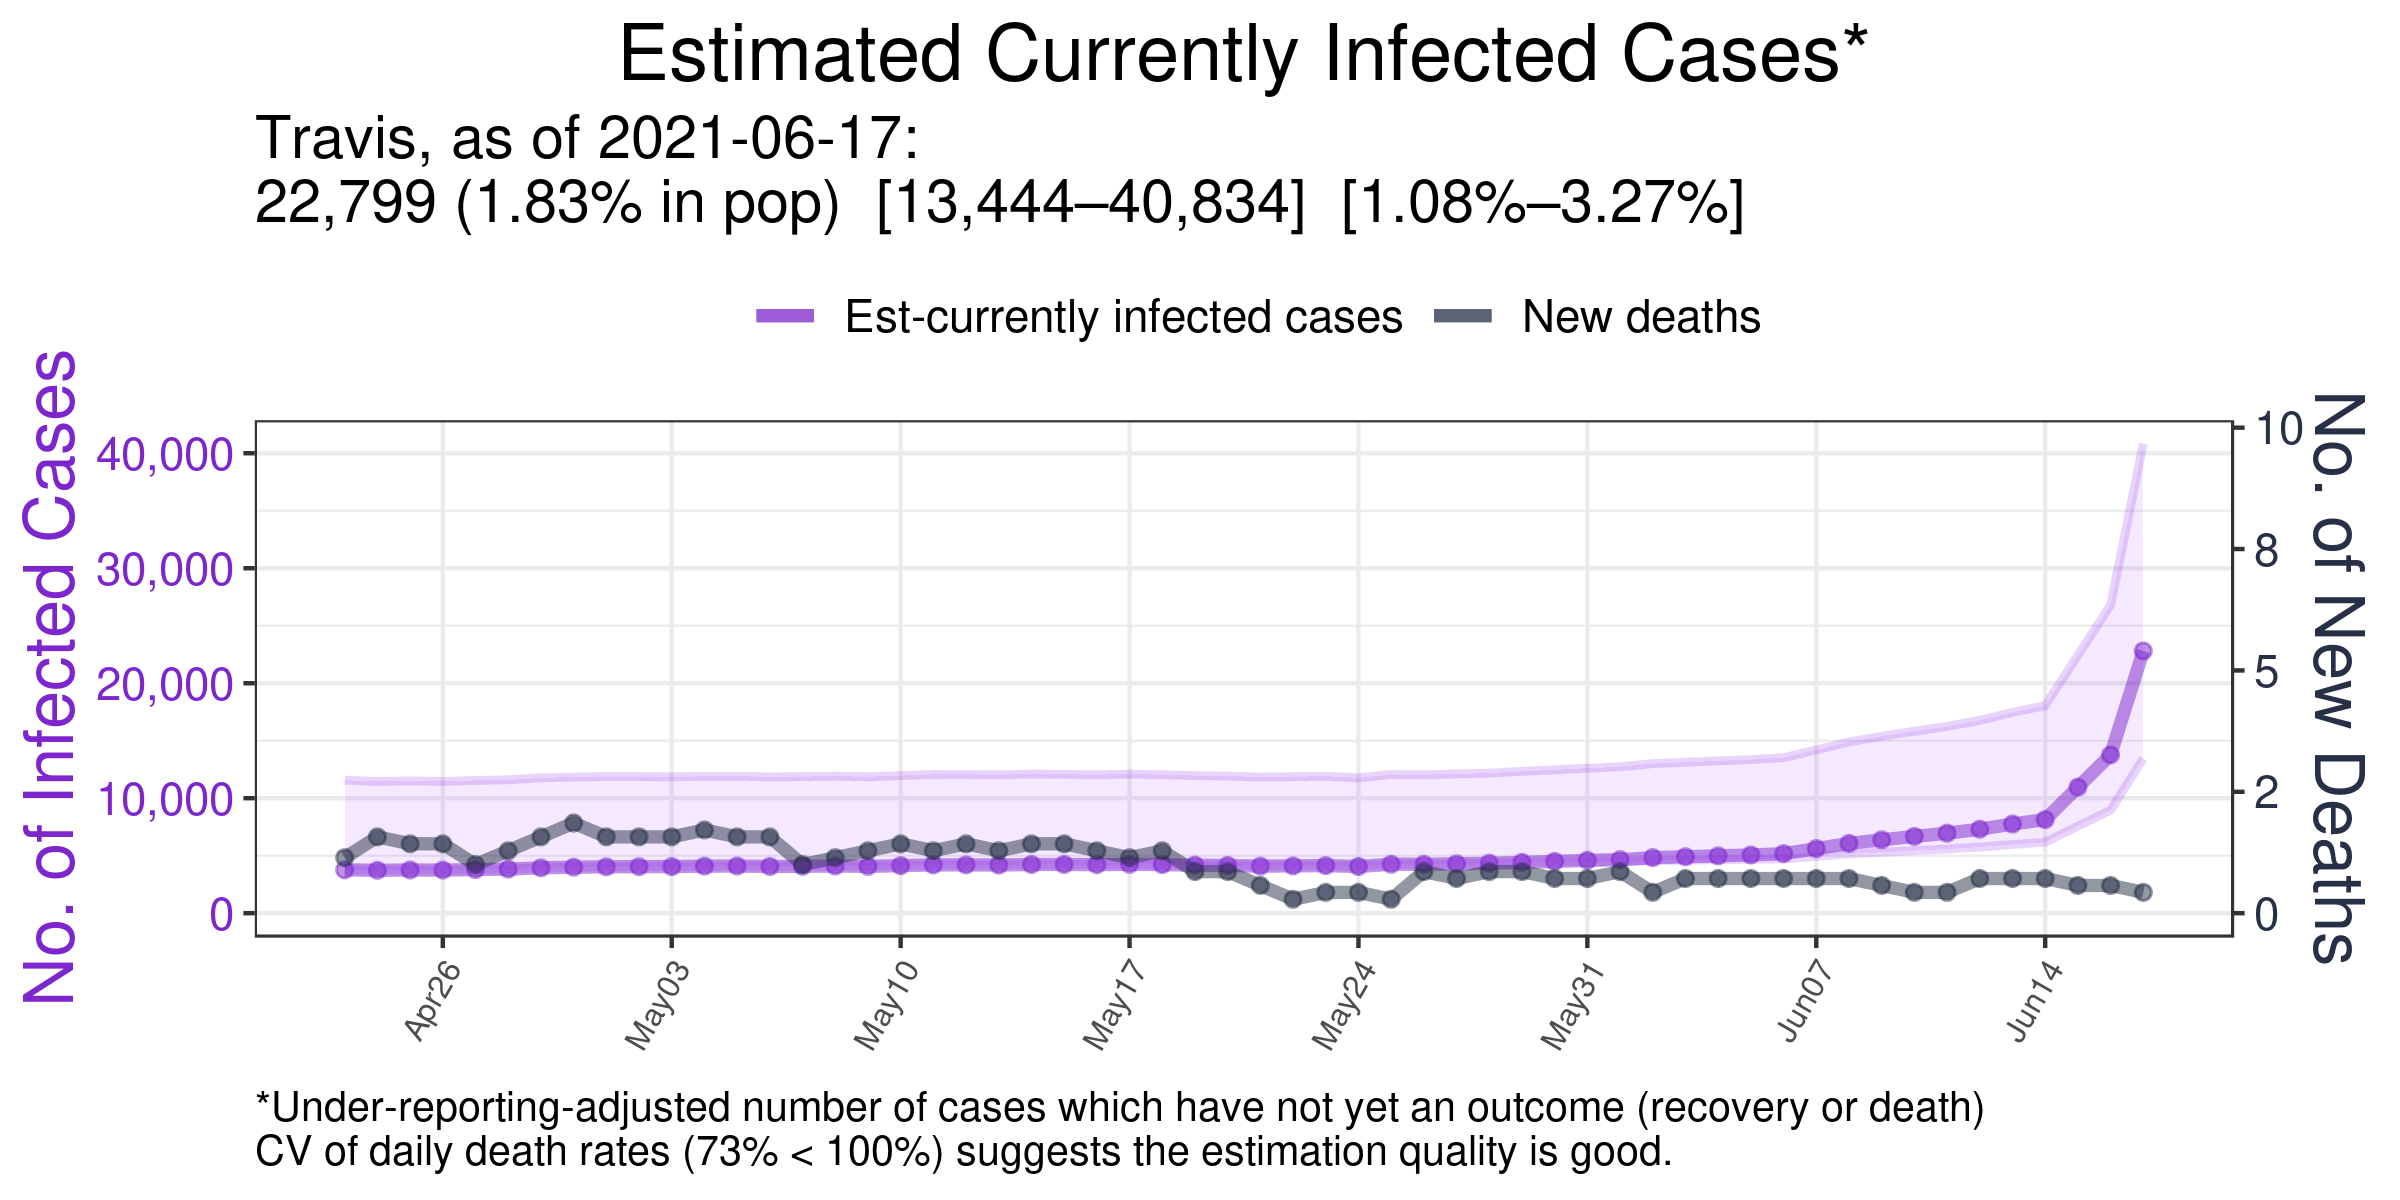 Estimated Currently Infected Cases*
Travis, as of 2021-06-17:
22,799 (1.83% in pop)  [13,444–40,834]  [1.08%–3.27%]
Est-currently infected cases
New deaths
No. of Infected Cases
40,000
30,000
20,000
10,000
0
10
8
5
2
0
No. of New Deaths
Apr26
May03
May10
May17
May24
May31
Jun07
Jun14
*Under-reporting-adjusted number of cases which have not yet an outcome (recovery or death)
CV of daily death rates (73% < 100%) suggests the estimation quality is good.